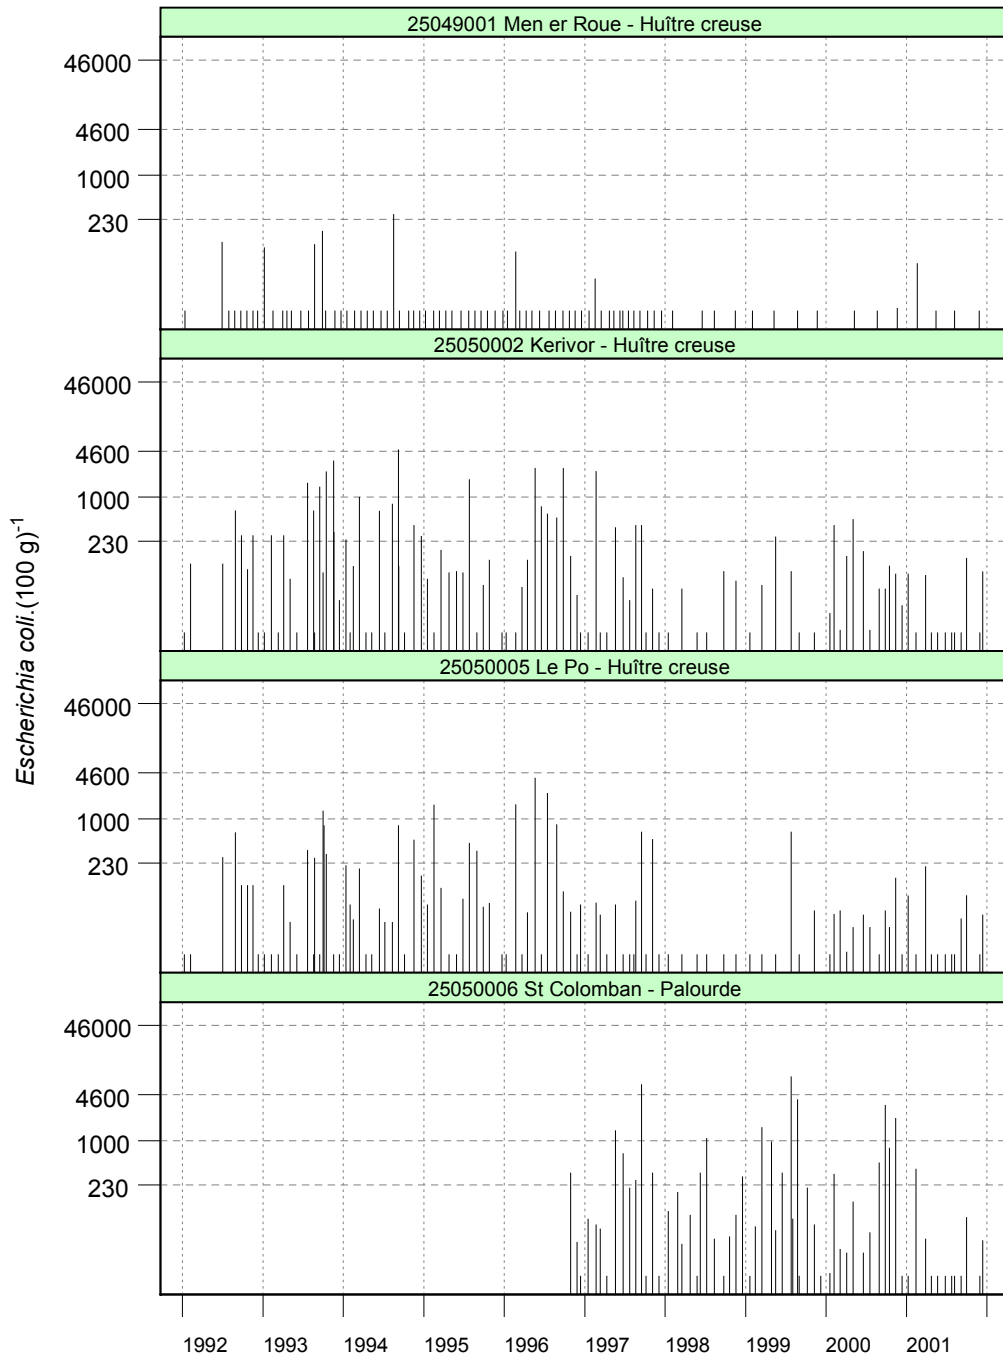 25049001 Men er Roue - Huître creuse
46000
4600
1000
230
25050002 Kerivor - Huître creuse
46000
4600
1000
230
25050005 Le Po - Huître creuse
46000
4600
1000
230
25050006 St Colomban - Palourde
46000
4600
1000
230
Escherichia coli.(100 g)-1
1992 1993 1994 1995 1996 1997 1998 1999 2000 2001